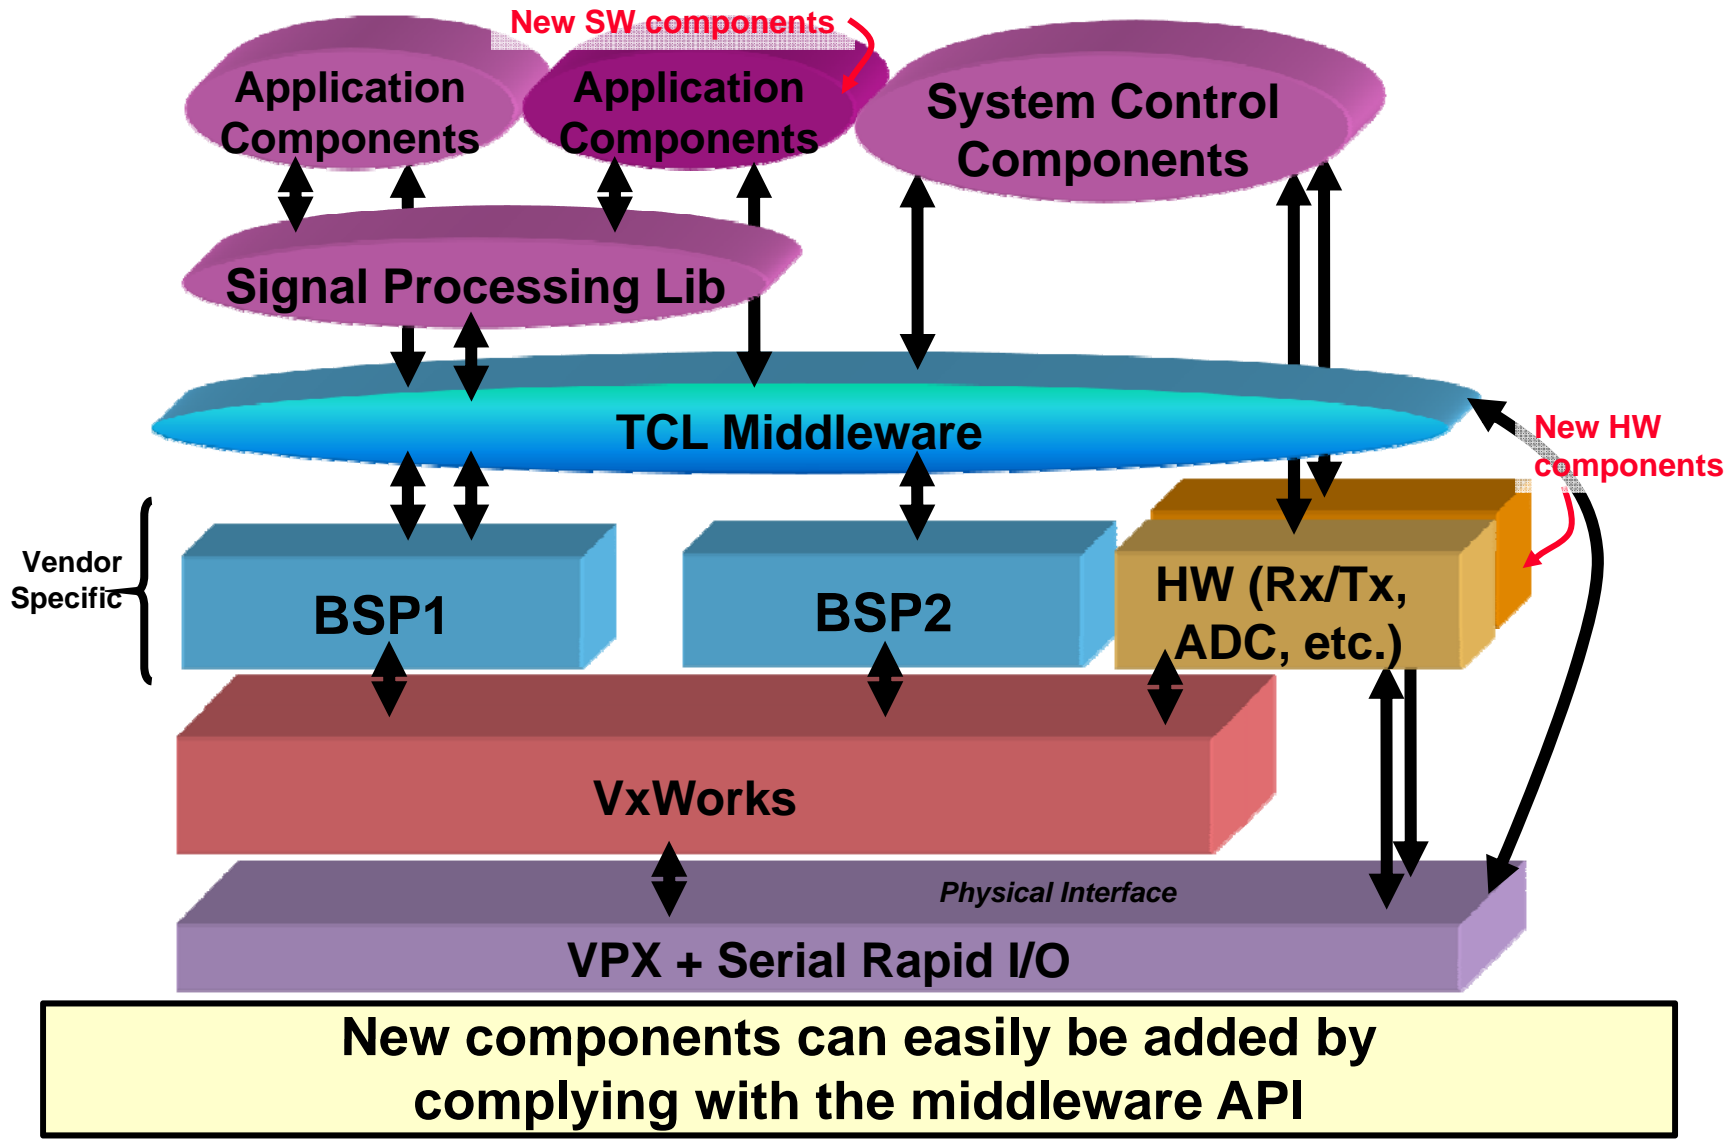 New SW components
Application
Components
Application
Components
System Control
Components
Signal Processing Lib
TCL Middleware
New HW
components
Vendor
Specific
BSP1
BSP2
HW (Rx/Tx,
ADC, etc.)
VxWorks
Physical Interface
VPX + Serial Rapid I/O
New components can easily be added by
complying with the middleware API